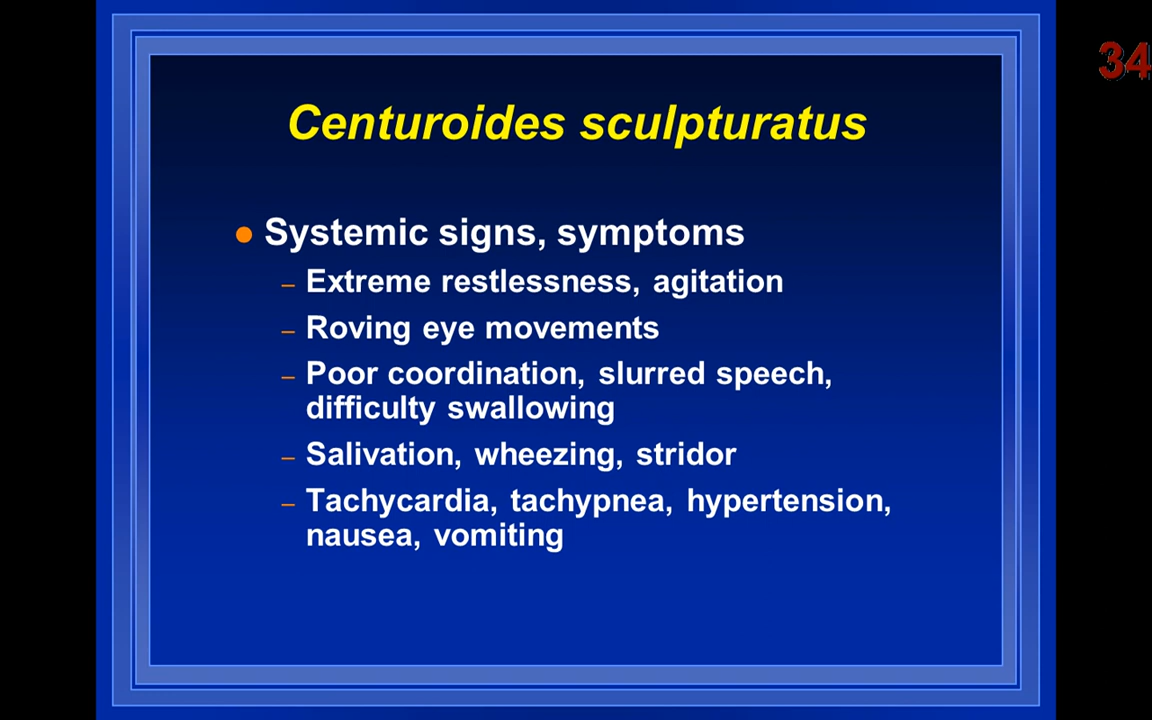 34
Centuroides sculpturatus
● Systemic signs, symptoms
– Extreme restlessness, agitation
– Roving eye movements
– Poor coordination, slurred speech,
difficulty swallowing
– Salivation, wheezing, stridor
– Tachycardia, tachypnea, hypertension,
nausea, vomiting